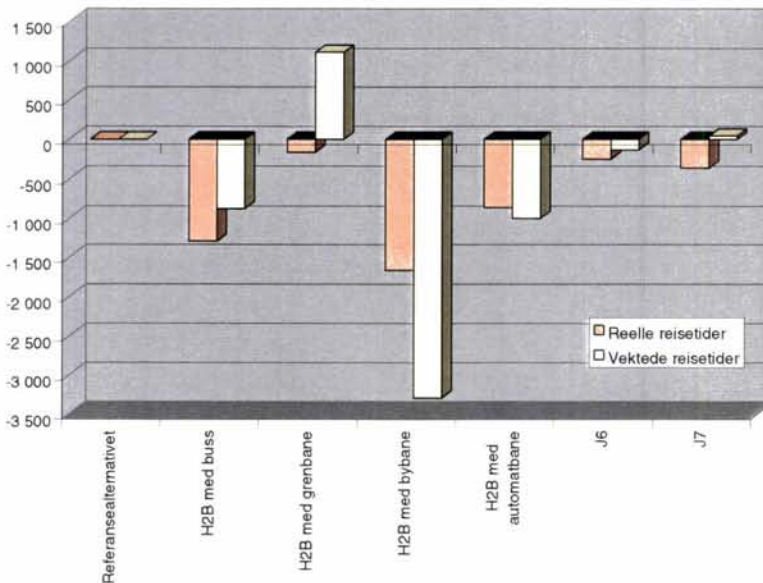 1 500
1 000
500
0
-500
-1 000
-1 500
-2 000
-2 500
-3 000
-3 500
Reelle reisetider
Vektede reisetider
Referansealternativet
H2B med buss
H2B med grenbane
H2B med bybane
H2B med
automatbane
J6
J7